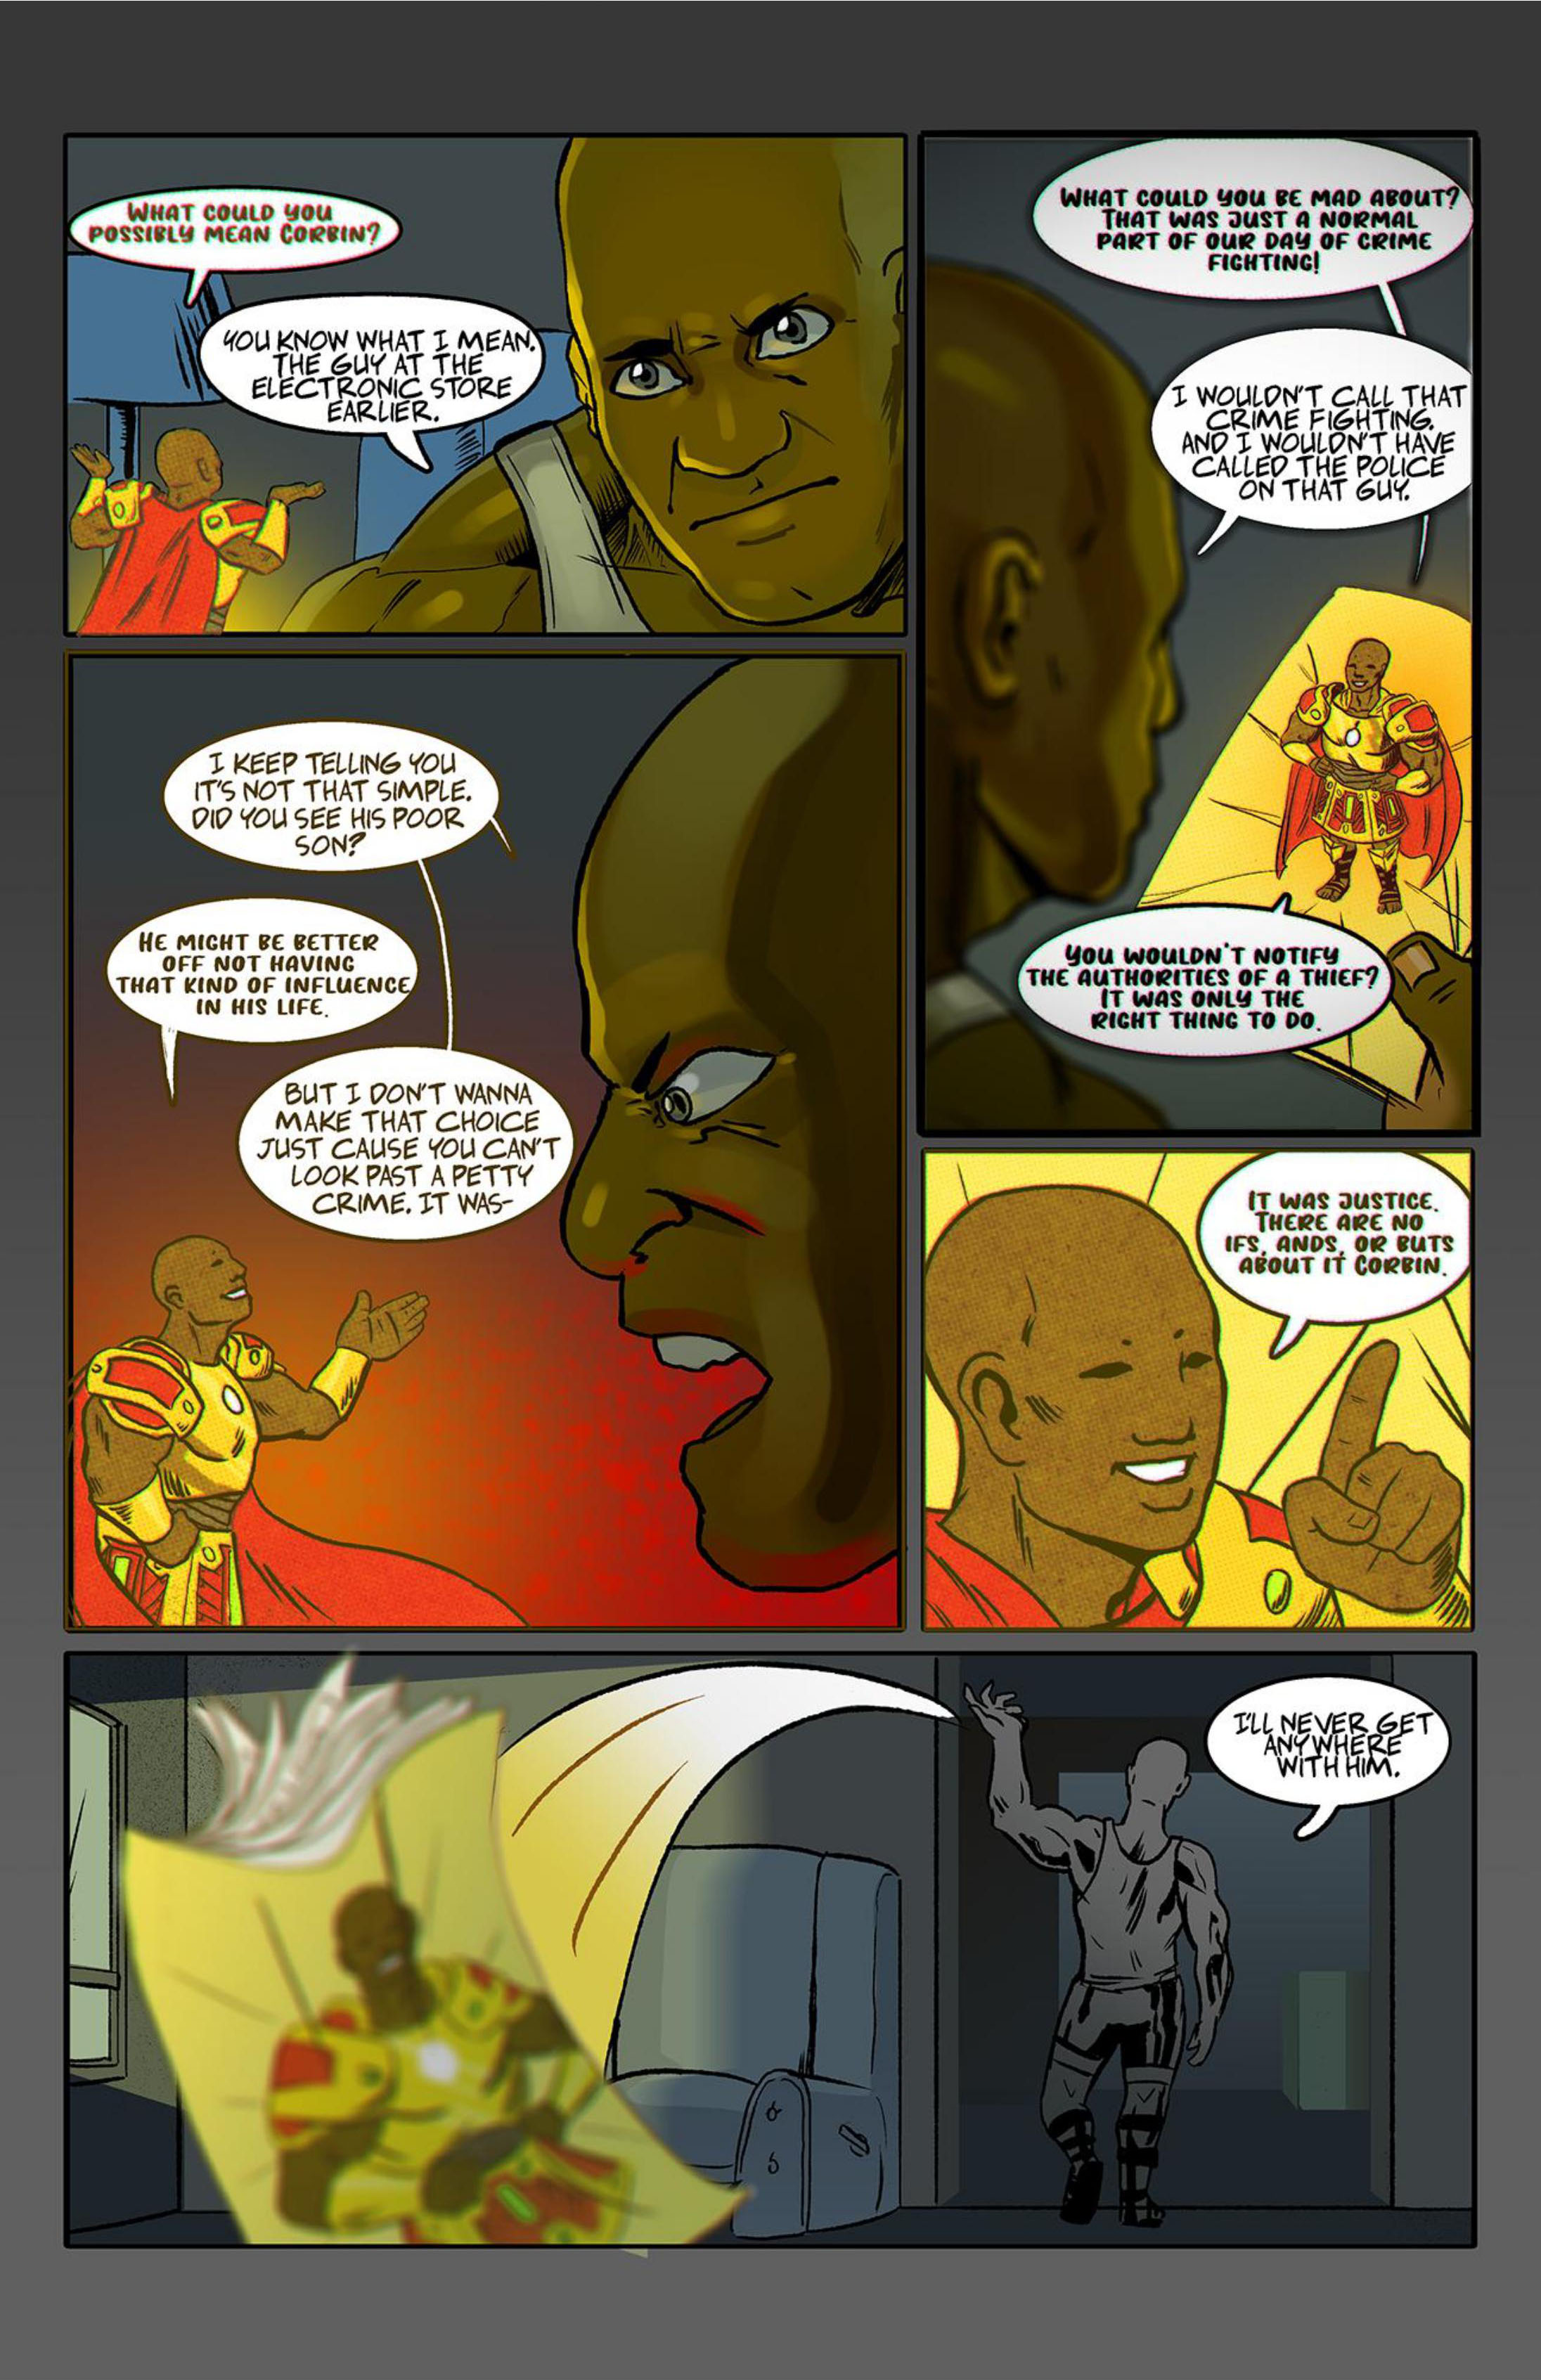 WHAT COULD YOU
POSSIBLY MEAN CORBIN?
YOU KNOW WHAT I MEAN.
THE GUY AT THE
ELECTRONIC STORE
EARLIER.
WHAT COULD YOU BE MAD ABOUT?
THAT WAS JUST A NORMAL
PART OF OUR DAY OF CRIME
FIGHTING!
I WOULDN'T CALL THAT
CRIME FIGHTING.
AND I WOULDN'T HAVE
CALLED THE POLICE
ON THAT GUY.
YOU WOULDN'T NOTIFY
THE AUTHORITIES OF A THIEF?
IT WAS ONLY THE
RIGHT THING TO DO.
I KEEP TELLING YOU
IT'S NOT THAT SIMPLE.
DID YOU SEE HIS POOR
SON?
HE MIGHT BE BETTER
OFF NOT HAVING
THAT KIND OF INFLUENCE
IN HIS LIFE.
BUT I DON'T WANNA
MAKE THAT CHOICE
JUST CAUSE YOU CAN'T
LOOK PAST A PETTY
CRIME. IT WAS-
IT WAS JUSTICE.
THERE ARE NO
IFS, ANDS, OR BUTS
ABOUT IT CORBIN.
I'LL NEVER GET
ANYWHERE
WITH HIM.